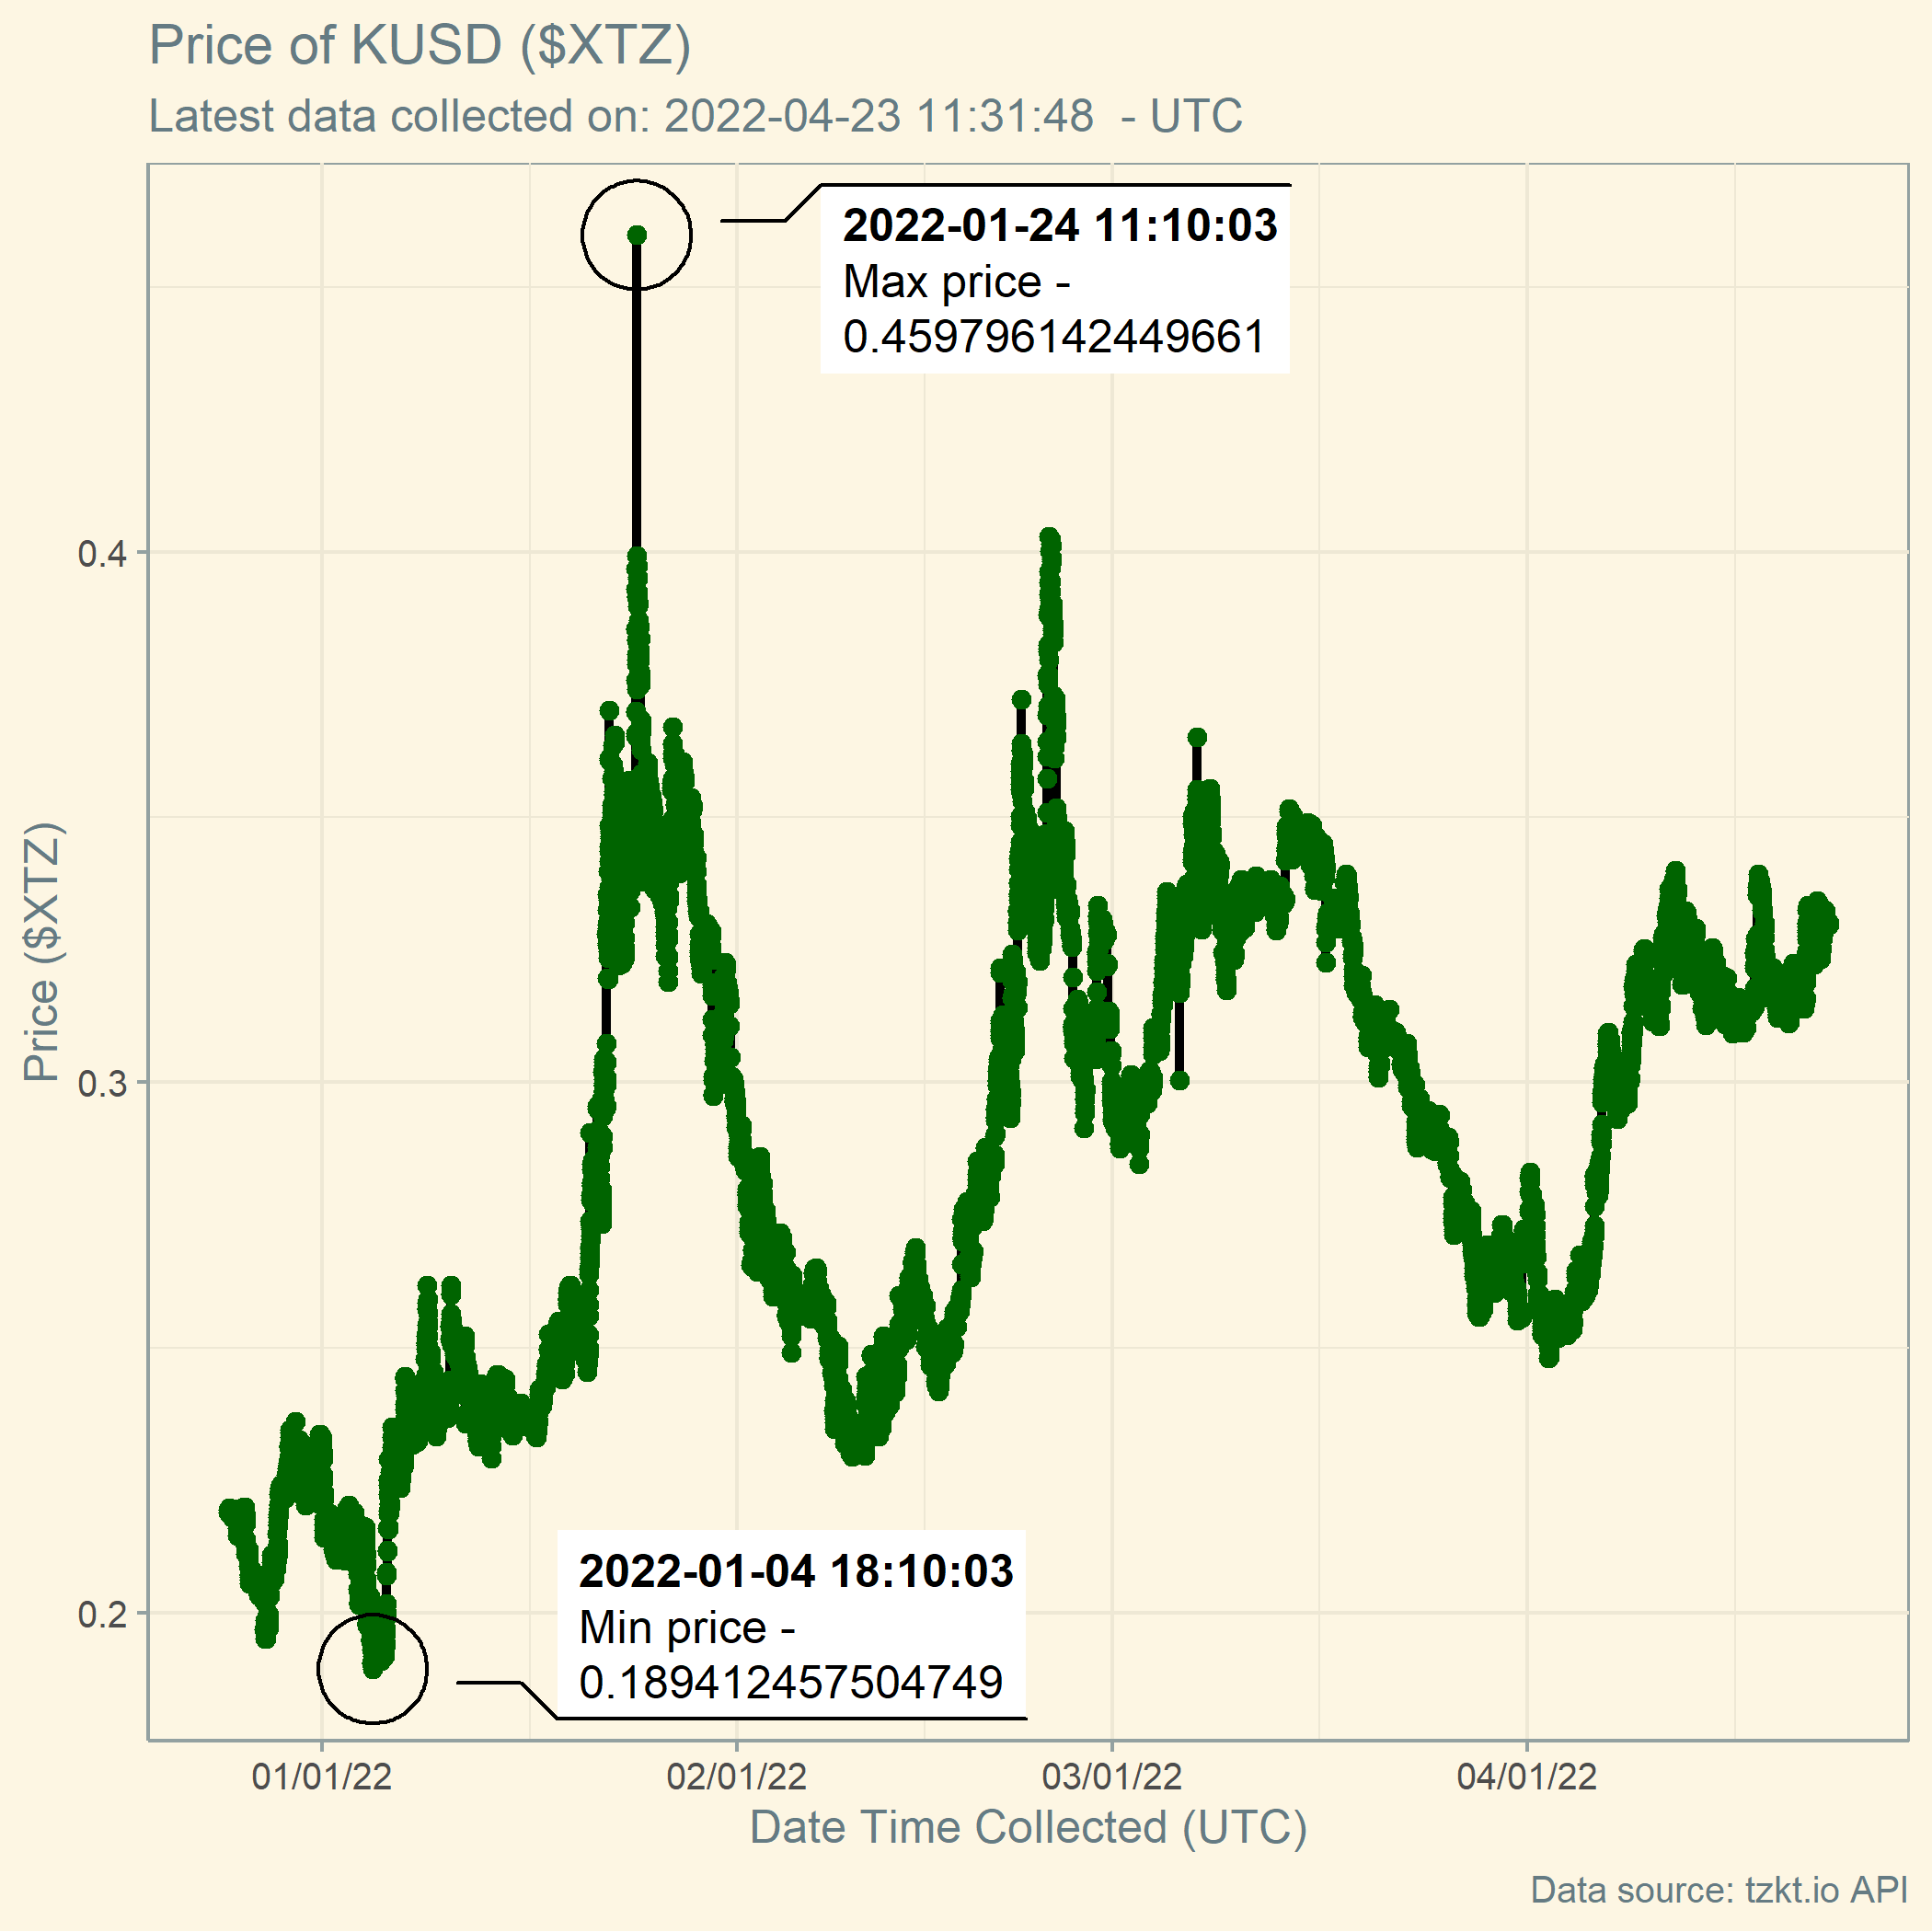 Price of KUSD ($XTZ)
Latest data collected on: 2022-04-23 11:31:48  - UTC
2022-01-24 11:10:03
Max price -
0.459796142449661
0.4
0.3
0.2
Price ($XTZ)
2022-01-04 18:10:03
Min price -
0.189412457504749
01/01/22 02/01/22 03/01/22 04/01/22
Date Time Collected (UTC)
Data source: tzkt.io API